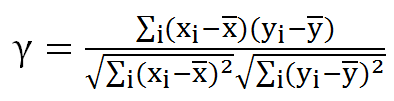 γ = ∑ᵢ(xᵢ−x̅)(yᵢ−y̅) / √∑ᵢ(xᵢ−x̅)² √∑ᵢ(yᵢ−y̅)²